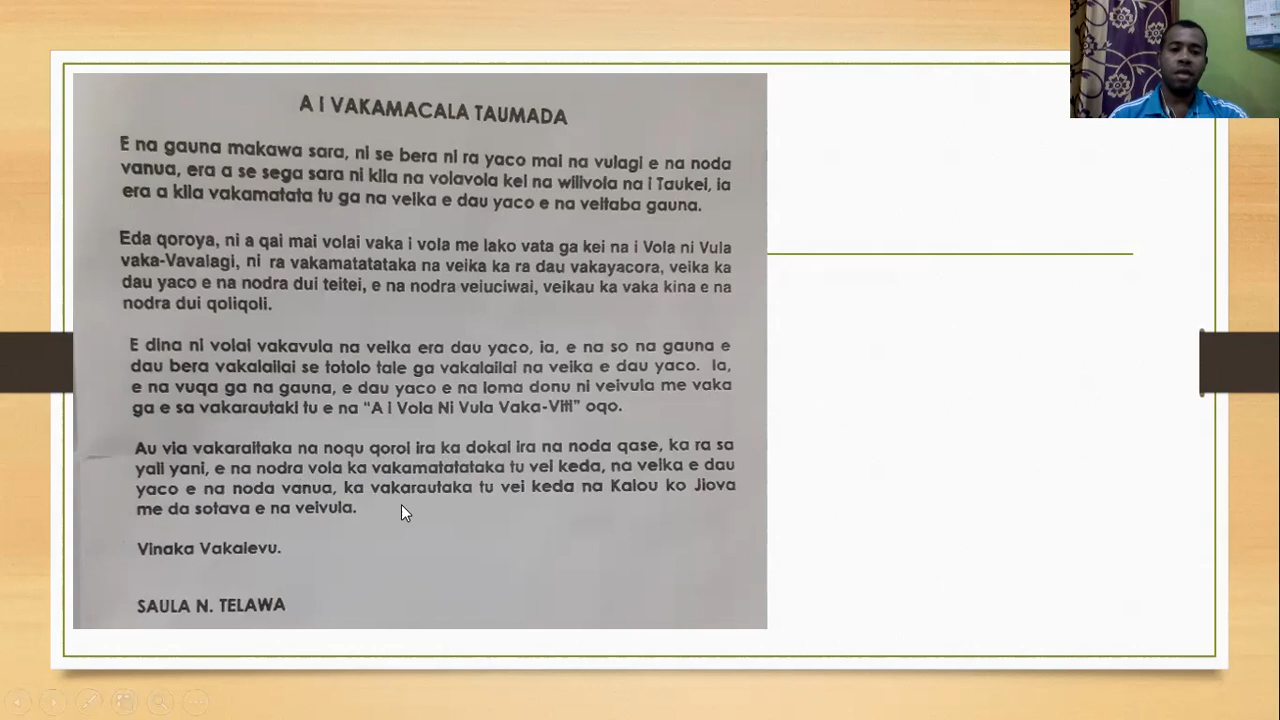 A I VAKAMACALA TAUMADA
E na gauna makawa sara, ni se bera ni ra yaco mai na vulagi e na noda
vanua, era a se sega sara ni kila na volavola kei na wilivola na i Taukei, ia
era a kila vakamatata tu ga na veika e dau yaco e na veitaba gauna.
Eda qoroya, ni a qai mai volai vaka i vola me lako vata ga kei na i Vola ni Vula
vaka-Vavalagi, ni ra vakamatatataka na veika ka ra dau vakayacora, veika ka
dau yaco e na nodra dui teitei, e na nodra veiuciwai, veikau ka vaka kina e na
nodra dui qoliqoli.
E dina ni volai vakavula na veika era dau yaco, ia, e na so na gauna e
dau bera vakalailai se totolo tale ga vakalailai na veika e dau yaco. Ia,
e na vuqa ga na gauna, e dau yaco e na loma donu ni veivula me vaka
ga e sa vakarautaki tu e na “A i Vola Ni Vula Vaka-Viti” oqo.
Au via vakaraitaka na noqu qoroi ira ka dokai ira na noda qase, ka ra sa
yali yani, e na nodra vola ka vakamatatataka tu vei keda, na veika e dau
yaco e na noda vanua, ka vakarautaka tu vei keda na Kalou ko Jiova
me da sotava e na veivula.
Vinaka Vakalevu.
SAULA N. TELAWA